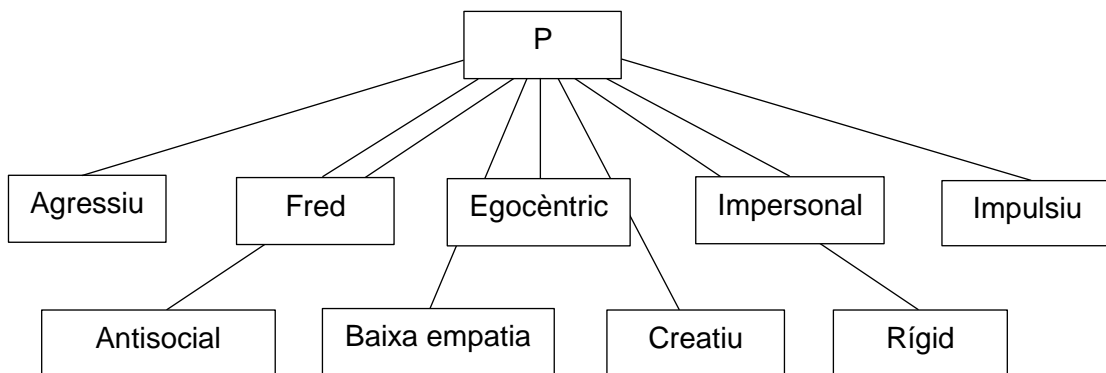 P
Agressiu
Fred
Egocèntric
Impersonal
Impulsiu
Antisocial
Baixa empatia
Creatiu
Rígid